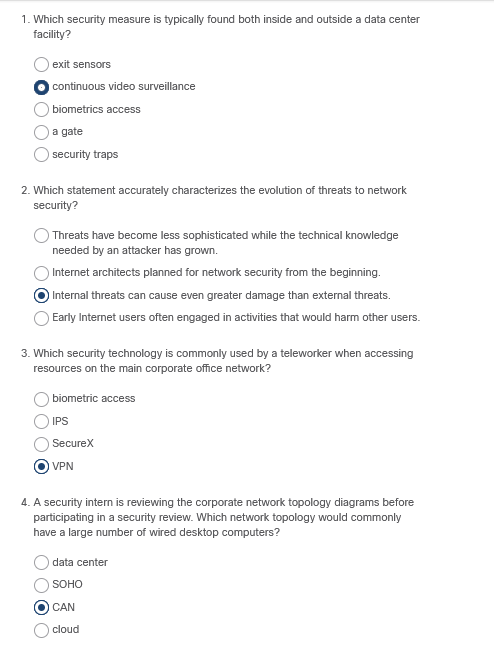 1. Which security measure is typically found both inside and outside a data center
facility?
exit sensors
continuous video surveillance
biometrics access
a gate
security traps
2. Which statement accurately characterizes the evolution of threats to network
security?
Threats have become less sophisticated while the technical knowledge
needed by an attacker has grown.
Internet architects planned for network security from the beginning.
Internal threats can cause even greater damage than external threats.
Early Internet users often engaged in activities that would harm other users.
3. Which security technology is commonly used by a teleworker when accessing
resources on the main corporate office network?
biometric access
IPS
SecureX
VPN
4. A security intern is reviewing the corporate network topology diagrams before
participating in a security review. Which network topology would commonly
have a large number of wired desktop computers?
data center
SOHO
CAN
cloud